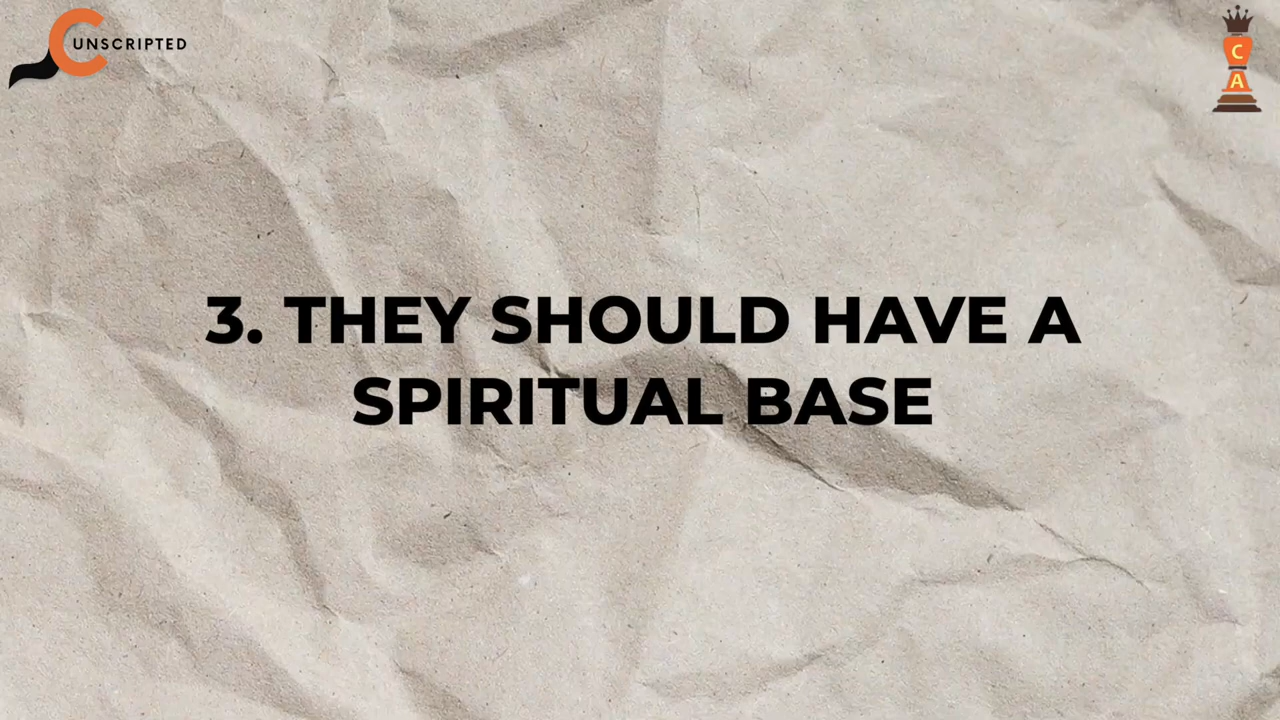 C UNSCRIPTED
C
A
3. THEY SHOULD HAVE A
SPIRITUAL BASE